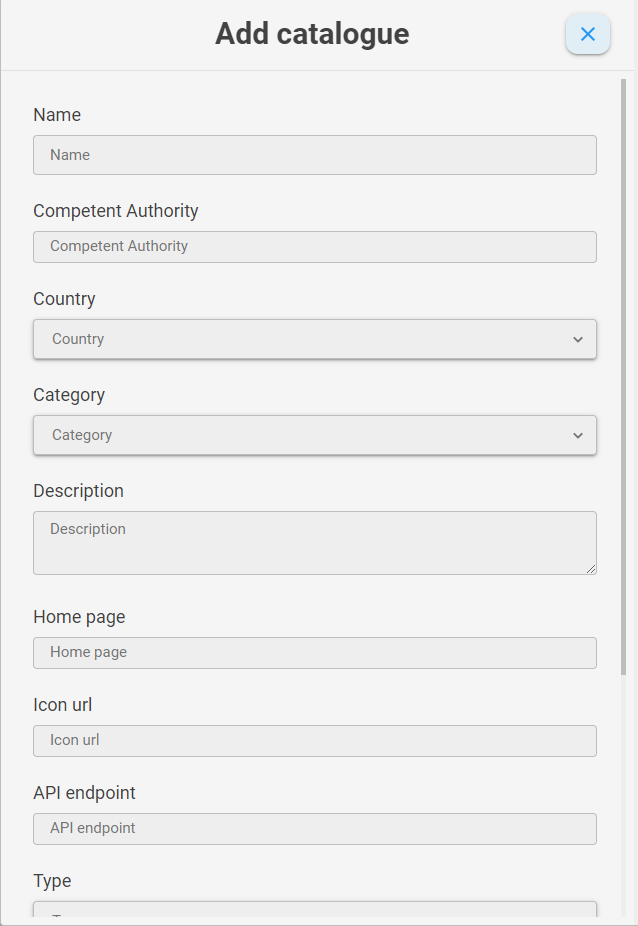 Add catalogue
Name
Name
Competent Authority
Competent Authority
Country
Country
Category
Category
Description
Description
Home page
Home page
Icon url
Icon url
API endpoint
API endpoint
Type